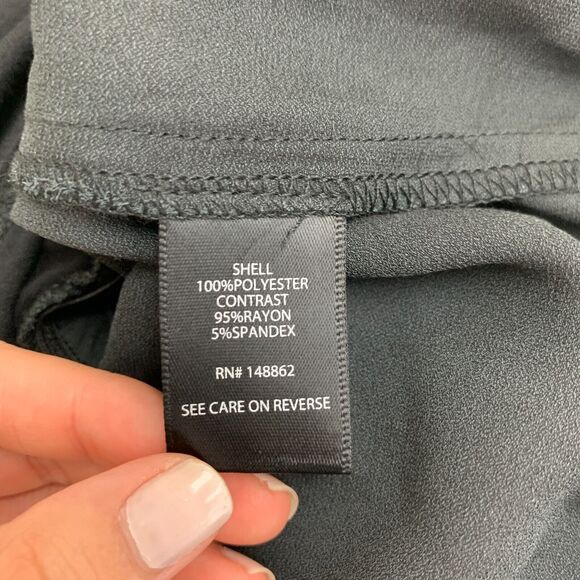 SHELL
100%POLYESTER
CONTRAST
95%RAYON
5%SPANDEX
RN# 148862
SEE CARE ON REVERSE